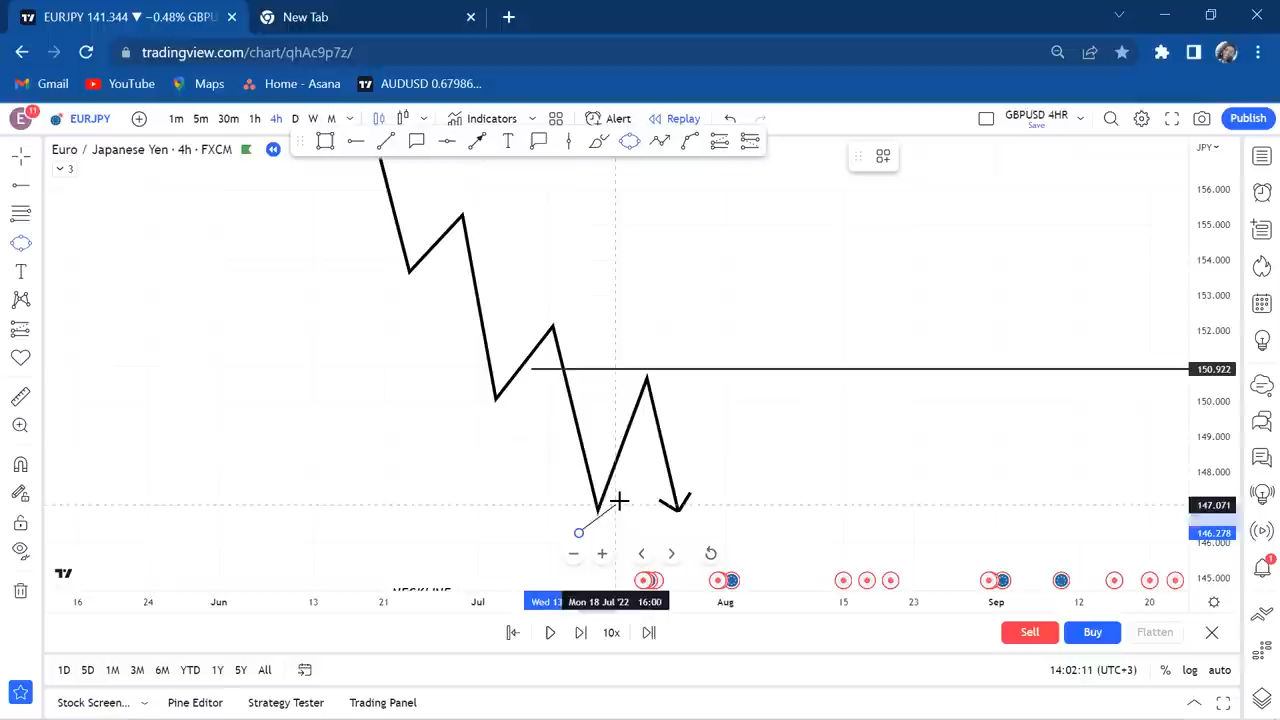 EURJPY 141.344 ▼ −0.48% GBPU
New Tab
tradingview.com/chart/qhAc9p7z/
Gmail
YouTube
Maps
Home - Asana
AUDUSD 0.67986...
E
11
EURJPY
1m 5m 30m 1h 4h D W M
Indicators
Alert
Replay
GBPUSD 4HR
Save
Publish
Euro / Japanese Yen · 4h · FXCM
JPY
3
156.000
155.000
154.000
153.000
152.000
150.922
150.000
149.000
148.000
147.071
146.278
146.000
145.000
NECKLINE
16 24 Jun 13 21 Jul Wed 13 Mon 18 Jul '22 16:00 Aug 15 23 Sep 12 20
10x
Sell
Buy
Flatten
1D 5D 1M 3M 6M YTD 1Y 5Y All
14:02:11 (UTC+3)
% log auto
Stock Screen...
Pine Editor
Strategy Tester
Trading Panel
1